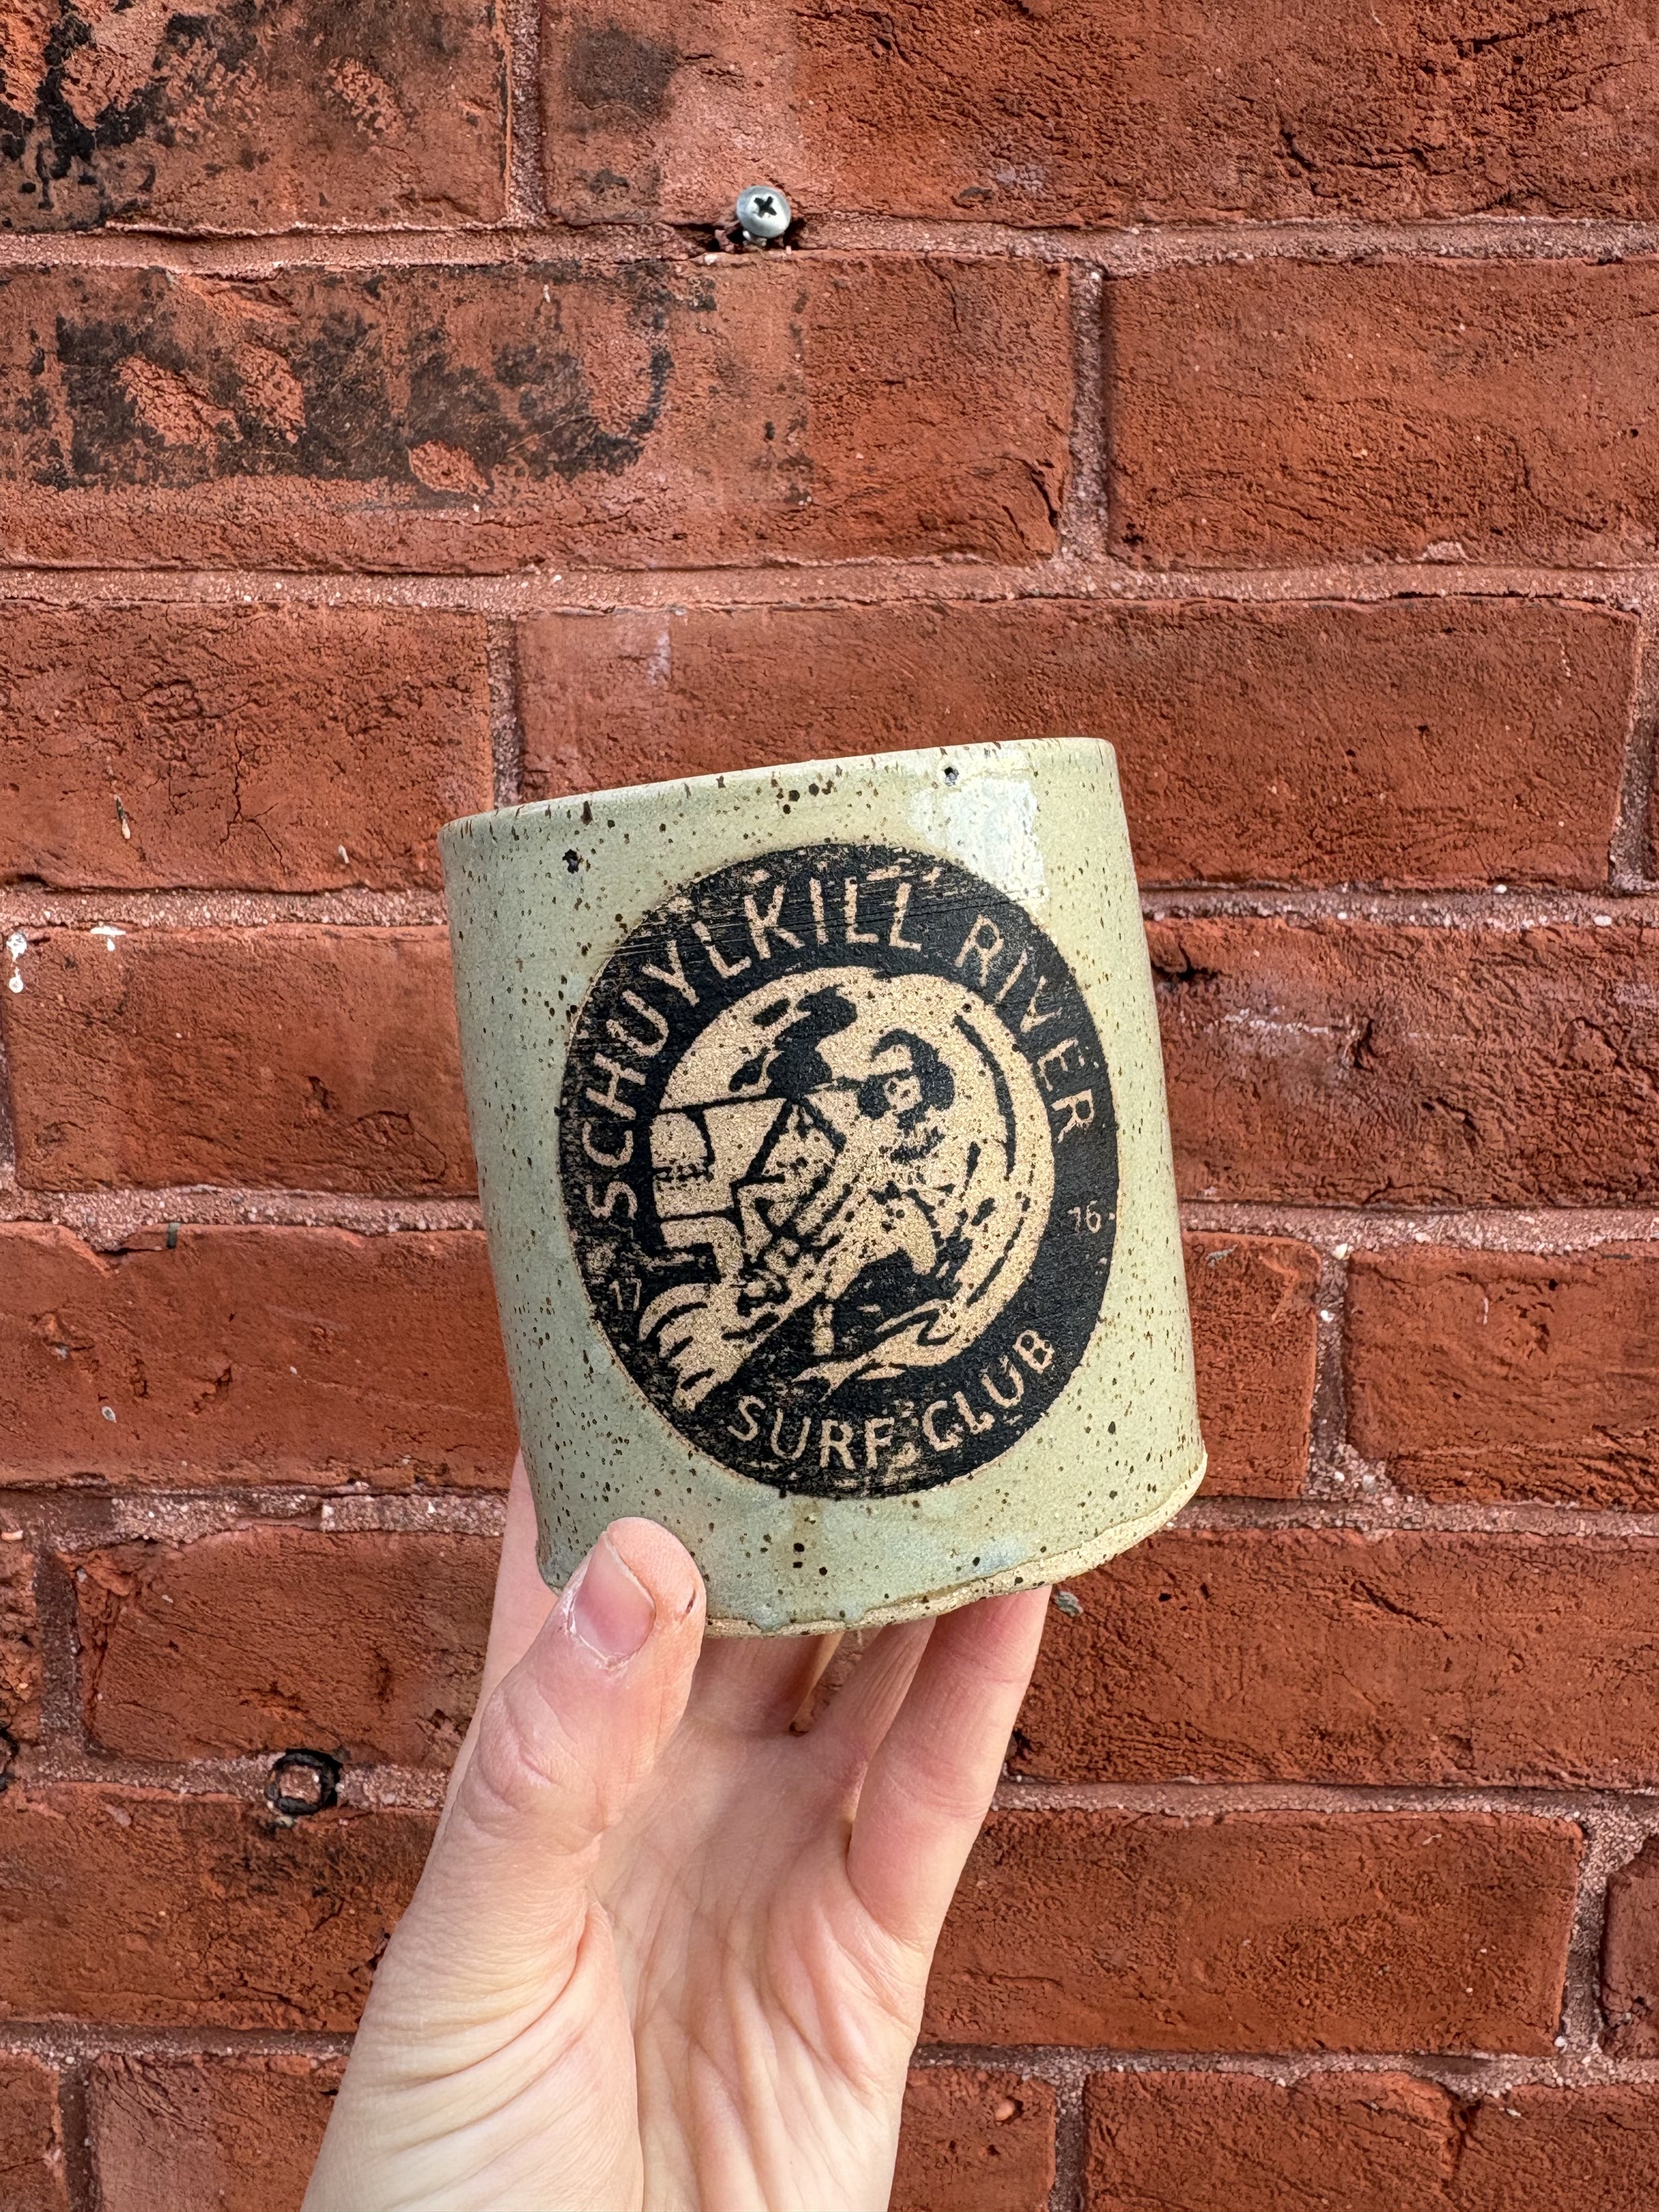 SCHUYLKILL RIVER
17 76
SURF CLUB